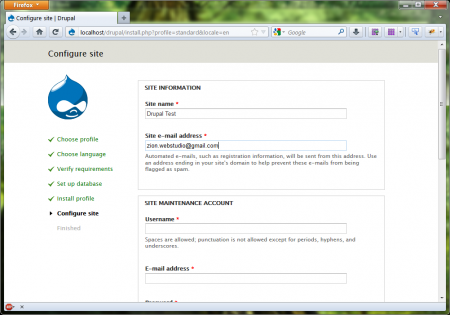 Firefox
Configure site | Drupal
localhost/drupal/install.php?profile=standard&locale=en
Google
Configure site
Choose profile
Choose language
Verify requirements
Set up database
Install profile
Configure site
Finished
SITE INFORMATION
Site name *
Drupal Test
Site e-mail address *
zion.webstudio@gmail.com
Automated e-mails, such as registration information, will be sent from this address. Use
an address ending in your site's domain to help prevent these e-mails from being
flagged as spam.
SITE MAINTENANCE ACCOUNT
Username *
Spaces are allowed; punctuation is not allowed except for periods, hyphens, and
underscores.
E-mail address *